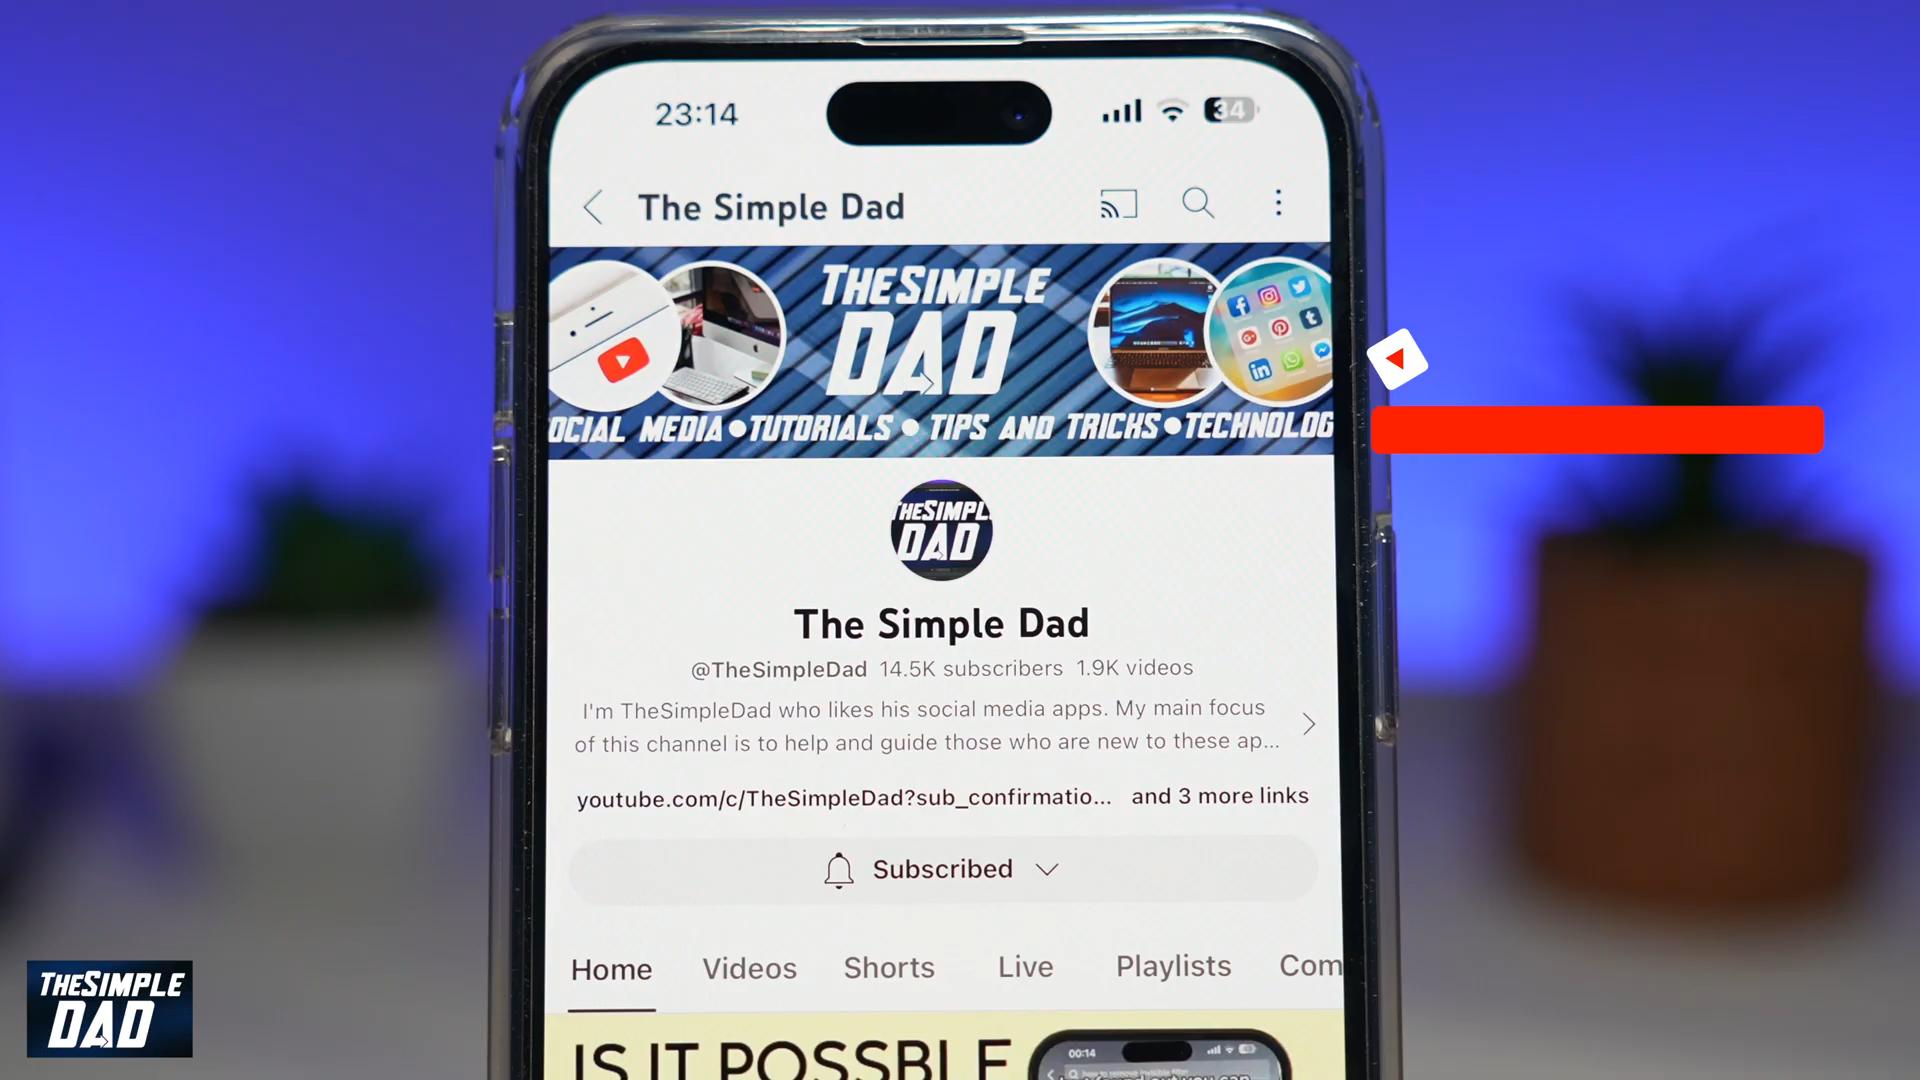 23:14
34
The Simple Dad
THESIMPLE
DAD
OCIAL MEDIA●TUTORIALS ● TIPS AND TRICKS●TECHNOLOG
HESIMPL
DAD
The Simple Dad
@TheSimpleDad 14.5K subscribers 1.9K videos
I'm TheSimpleDad who likes his social media apps. My main focus
of this channel is to help and guide those who are new to these ap...
youtube.com/c/TheSimpleDad?sub_confirmatio... and 3 more links
Subscribed
Home Videos Shorts Live Playlists Com
IS IT POSSBLE
00:14
THESIMPLE
DAD